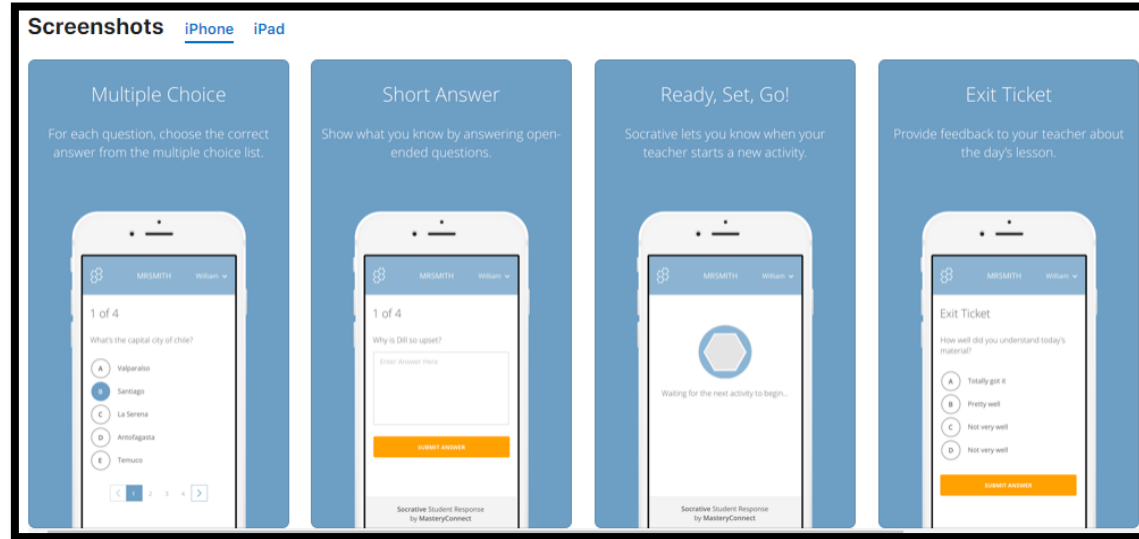 Screenshots iPhone iPad
Multiple Choice
For each question, choose the correct
answer from the multiple choice list.
MRSMITH William
1 of 4
What's the capital city of chile?
A Valparaíso
B Santiago
C La Serena
D Antofagasta
E Temuco
< 1 2 3 4 >
Short Answer
Show what you know by answering open-
ended questions.
MRSMITH William
1 of 4
Why is Dill so upset?
Enter Answer Here
SUBMIT ANSWER
Socrative Student Response
by MasteryConnect
Ready, Set, Go!
Socrative lets you know when your
teacher starts a new activity.
MRSMITH William
Waiting for the next activity to begin...
Socrative Student Response
by MasteryConnect
Exit Ticket
Provide feedback to your teacher about
the day's lesson.
MRSMITH William
Exit Ticket
How well did you understand today's
material?
A Totally got it
B Pretty well
C Not very well
D Not very well
SUBMIT ANSWER